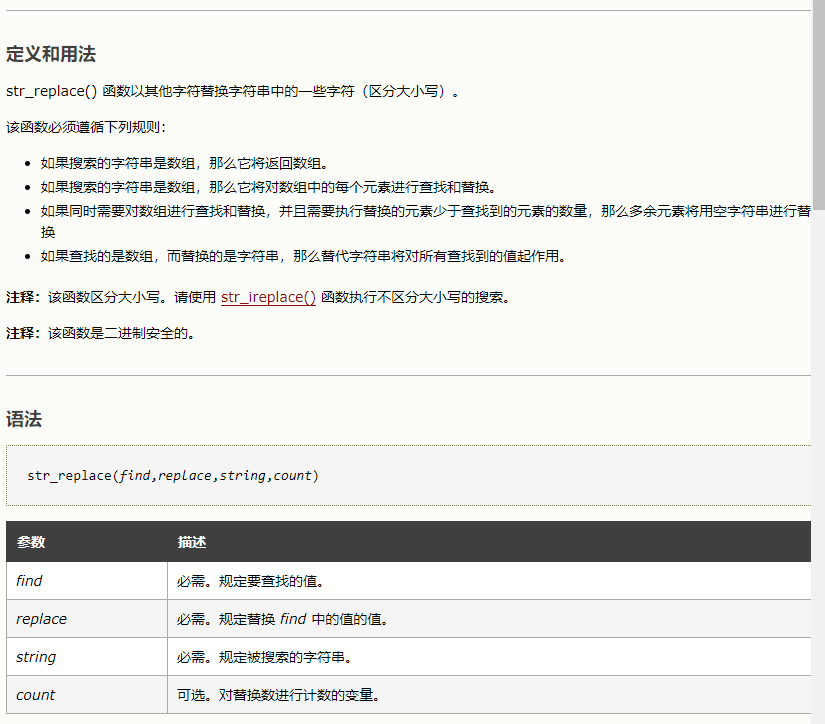 定义和用法
str_replace() 函数以其他字符替换字符串中的一些字符（区分大小写）。
该函数必须遵循下列规则：
如果搜索的字符串是数组，那么它将返回数组。
如果搜索的字符串是数组，那么它将对数组中的每个元素进行查找和替换。
如果同时需要对数组进行查找和替换，并且需要执行替换的元素少于查找到的元素的数量，那么多余元素将用空字符串进行替
换
如果查找的是数组，而替换的是字符串，那么替代字符串将对所有查找到的值起作用。
注释：该函数区分大小写。请使用 str_ireplace() 函数执行不区分大小写的搜索。
注释：该函数是二进制安全的。
语法
str_replace(find,replace,string,count)
参数 描述
find 必需。规定要查找的值。
replace 必需。规定替换 find 中的值的值。
string 必需。规定被搜索的字符串。
count 可选。对替换数进行计数的变量。